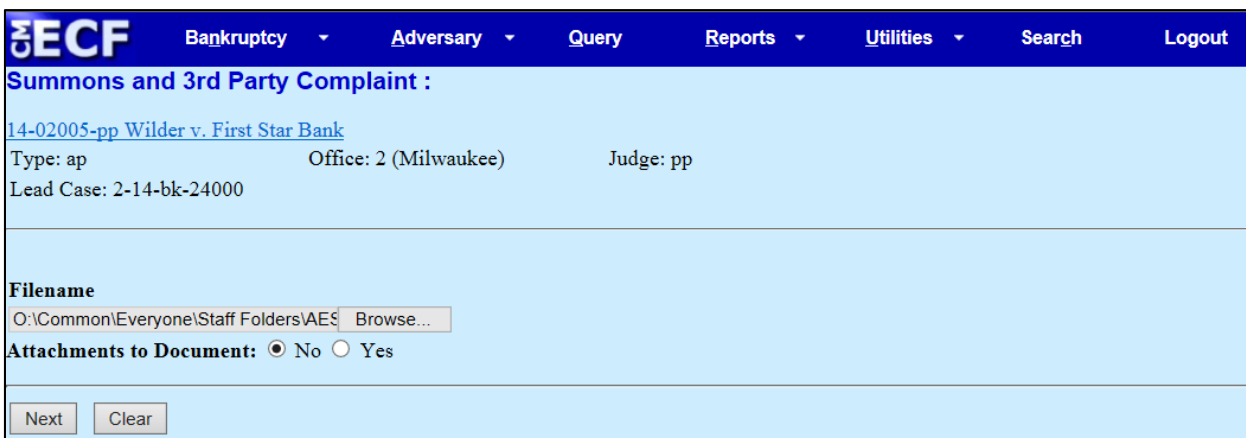 CM ECF Bankruptcy Adversary Query Reports Utilities Search Logout
Summons and 3rd Party Complaint :
14-02005-pp Wilder v. First Star Bank
Type: ap Office: 2 (Milwaukee) Judge: pp
Lead Case: 2-14-bk-24000
Filename
O:\Common\Everyone\Staff Folders\AES Browse...
Attachments to Document: No Yes
Next Clear